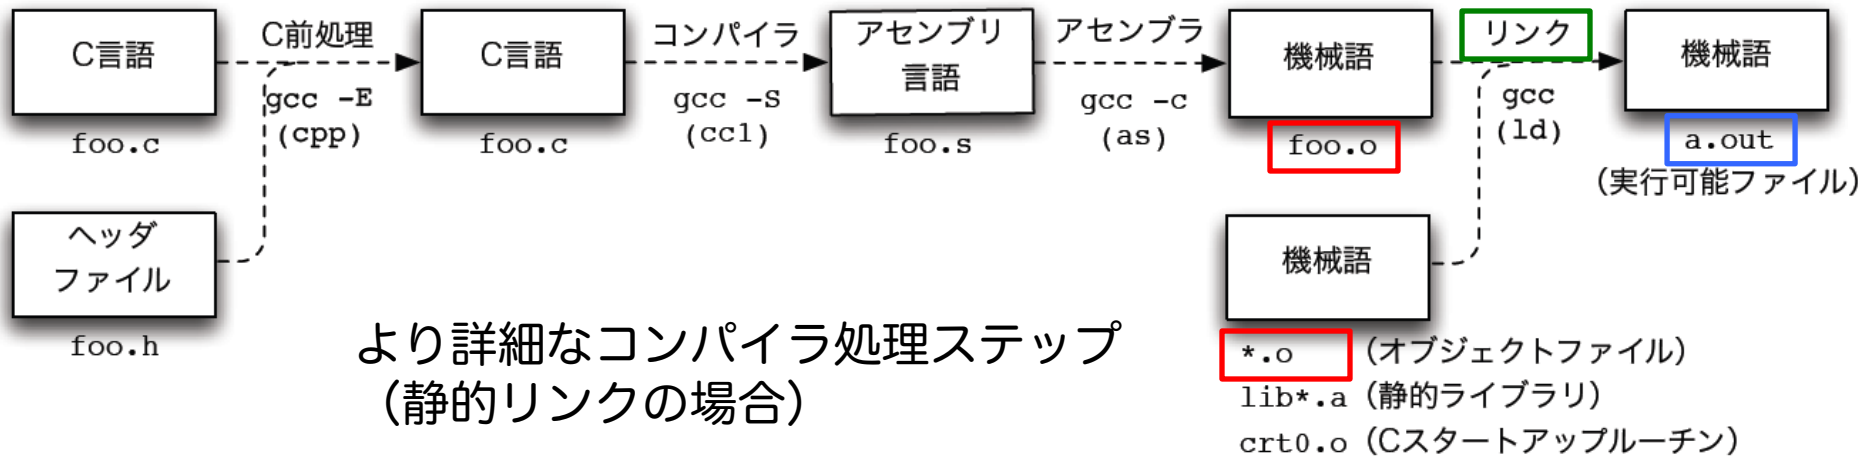 C言語
foo.c
C前処理
gcc -E
(cpp)
C言語
foo.c
コンパイラ
gcc -S
(cc1)
アセンブリ
言語
foo.s
アセンブラ
gcc -c
(as)
機械語
foo.o
リンク
gcc
(ld)
機械語
a.out
（実行可能ファイル）
ヘッダ
ファイル
foo.h
機械語
*.o （オブジェクトファイル）
lib*.a （静的ライブラリ）
crt0.o （Cスタートアップルーチン）
より詳細なコンパイラ処理ステップ
（静的リンクの場合）